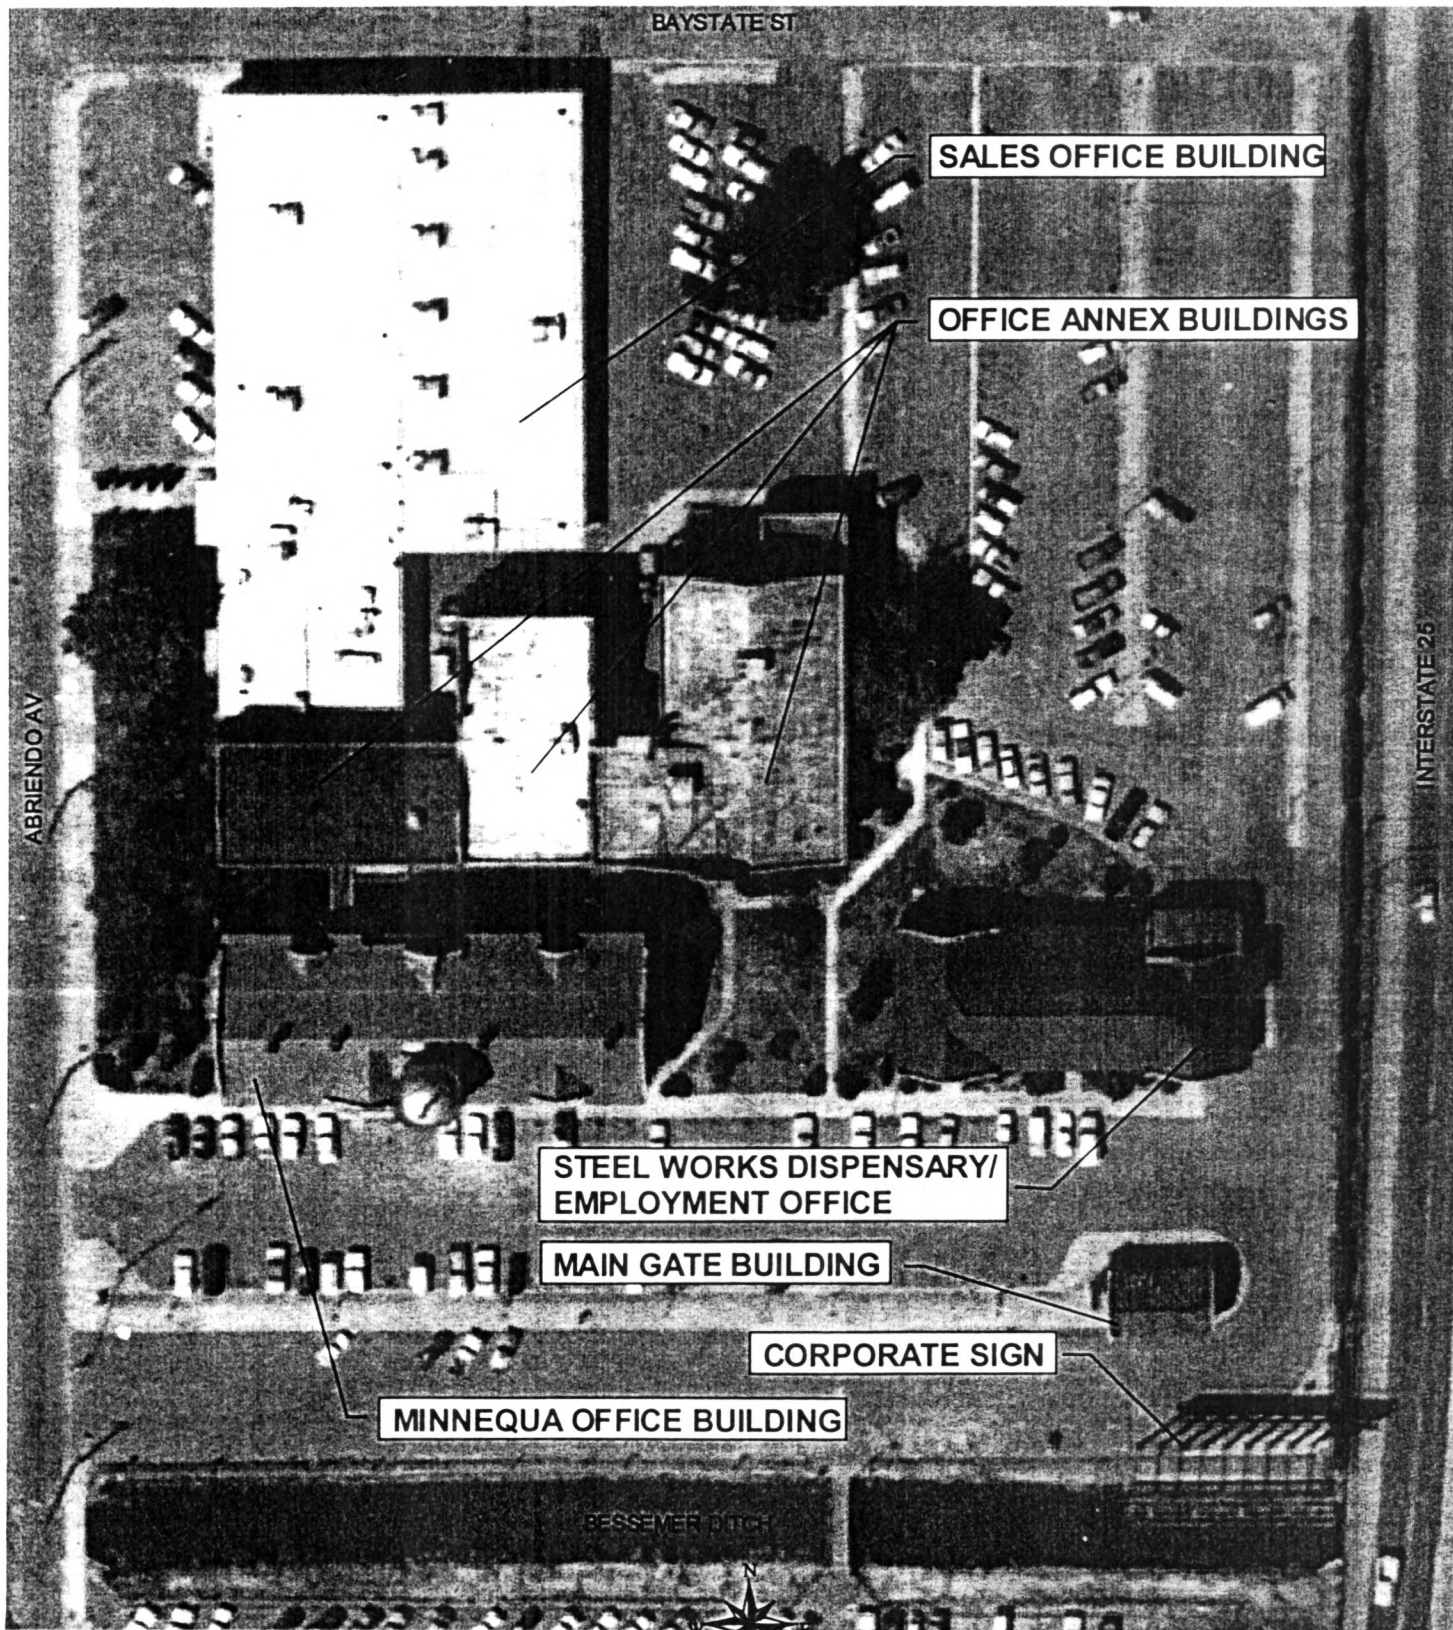 BAYSTATE ST
SALES OFFICE BUILDING
OFFICE ANNEX BUILDINGS
ABRIENDO AV
INTERSTATE 25
STEEL WORKS DISPENSARY/
EMPLOYMENT OFFICE
MAIN GATE BUILDING
CORPORATE SIGN
MINNEQUA OFFICE BUILDING
BESSEMER DITCH
N